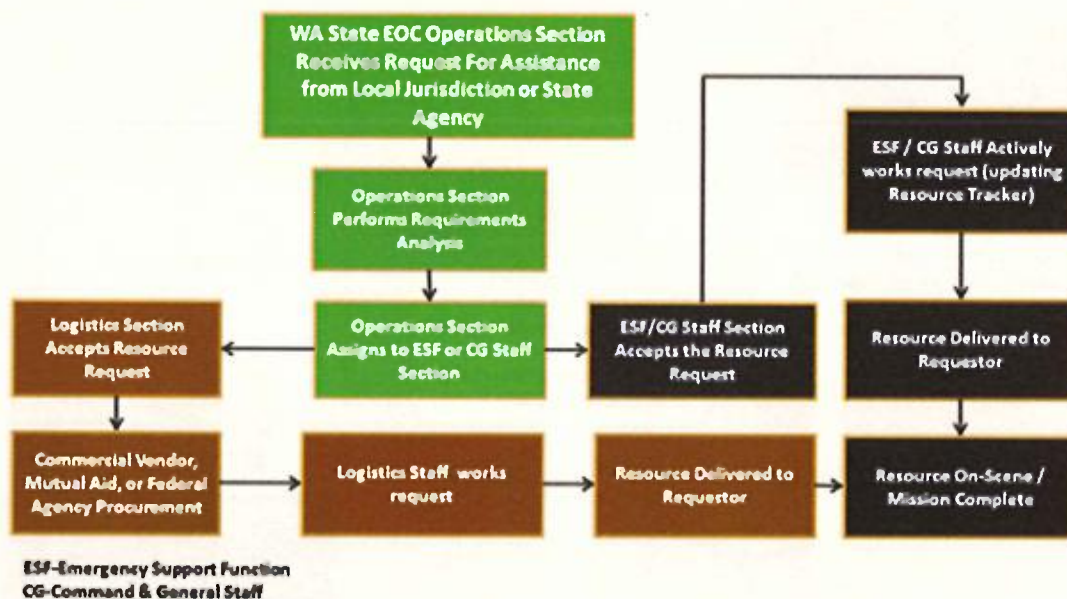 WA State EOC Operations Section
Receives Request For Assistance
from Local Jurisdiction or State
Agency
Operations Section
Performs Requirements
Analysis
Operations Section
Assigns to ESF or CG Staff
Section
Logistics Section
Accepts Resource
Request
Commercial Vendor,
Mutual Aid, or Federal
Agency Procurement
Logistics Staff works
request
Resource Delivered to
Requestor
ESF/CG Staff Section
Accepts the Resource
Request
ESF / CG Staff Actively
works request (updating
Resource Tracker)
Resource Delivered to
Requestor
Resource On-Scene /
Mission Complete
ESF-Emergency Support Function
CG-Command & General Staff